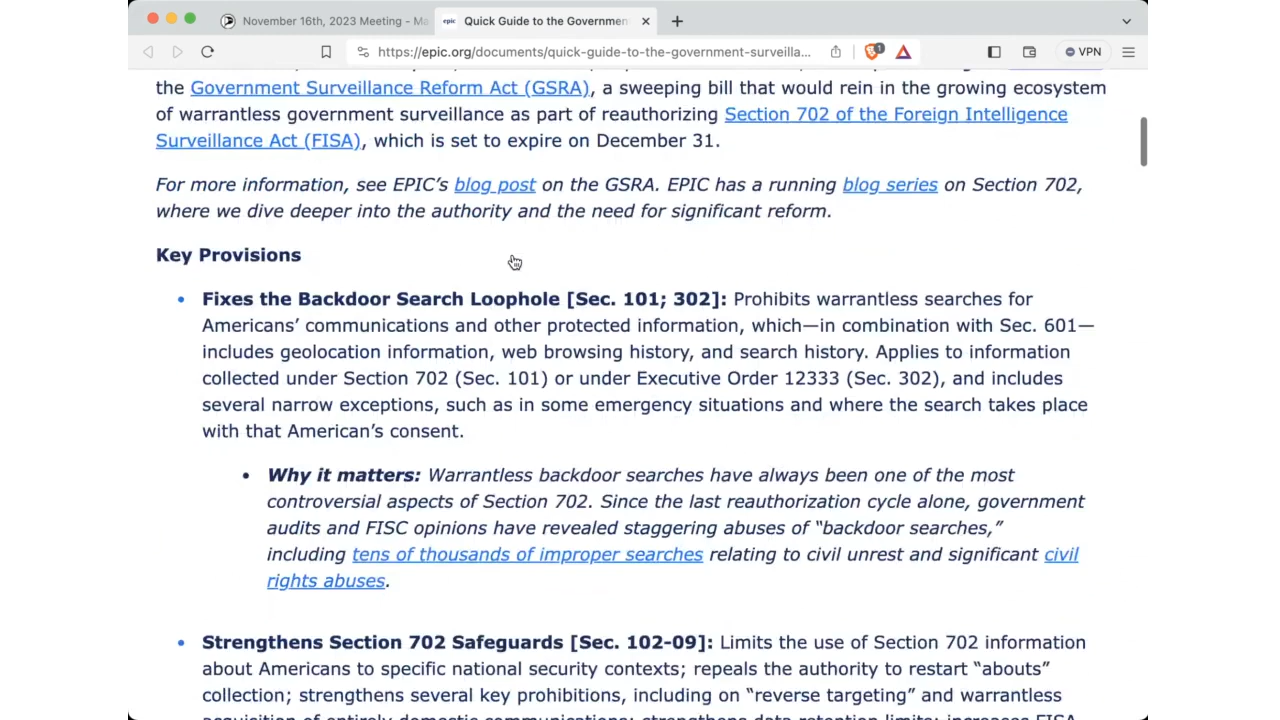 November 16th, 2023 Meeting - Ma
epic Quick Guide to the Governmen
https://epic.org/documents/quick-guide-to-the-government-surveilla...
1
VPN
the Government Surveillance Reform Act (GSRA), a sweeping bill that would rein in the growing ecosystem
of warrantless government surveillance as part of reauthorizing Section 702 of the Foreign Intelligence
Surveillance Act (FISA), which is set to expire on December 31.
For more information, see EPIC’s blog post on the GSRA. EPIC has a running blog series on Section 702,
where we dive deeper into the authority and the need for significant reform.
Key Provisions
• Fixes the Backdoor Search Loophole [Sec. 101; 302]: Prohibits warrantless searches for
Americans’ communications and other protected information, which—in combination with Sec. 601—
includes geolocation information, web browsing history, and search history. Applies to information
collected under Section 702 (Sec. 101) or under Executive Order 12333 (Sec. 302), and includes
several narrow exceptions, such as in some emergency situations and where the search takes place
with that American’s consent.
• Why it matters: Warrantless backdoor searches have always been one of the most
controversial aspects of Section 702. Since the last reauthorization cycle alone, government
audits and FISC opinions have revealed staggering abuses of “backdoor searches,”
including tens of thousands of improper searches relating to civil unrest and significant civil
rights abuses.
• Strengthens Section 702 Safeguards [Sec. 102-09]: Limits the use of Section 702 information
about Americans to specific national security contexts; repeals the authority to restart “abouts”
collection; strengthens several key prohibitions, including on “reverse targeting” and warrantless
acquisition of entirely domestic communications; strengthens data retention limits; increases FISA